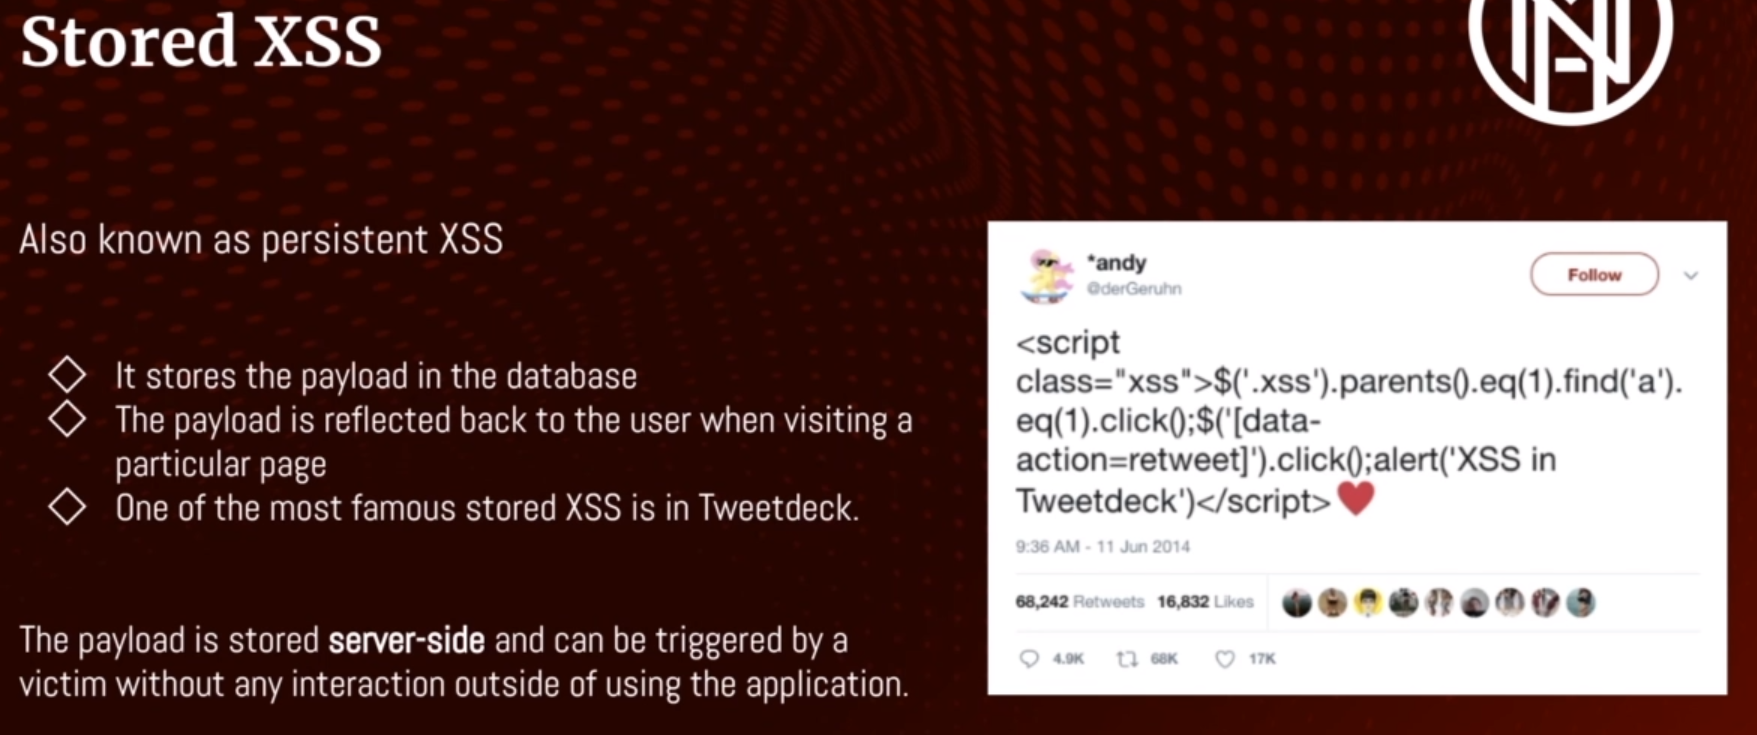 Stored XSS
Also known as persistent XSS
It stores the payload in the database
The payload is reflected back to the user when visiting a
particular page
One of the most famous stored XSS is in Tweetdeck.
The payload is stored server-side and can be triggered by a
victim without any interaction outside of using the application.
*andy
@derGeruhn
Follow
<script
class="xss">$('.xss').parents().eq(1).find('a').
eq(1).click();$('[data-
action=retweet]').click();alert('XSS in
Tweetdeck')</script>♥
9:36 AM - 11 Jun 2014
68,242 Retweets 16,832 Likes
4.9K 68K 17K